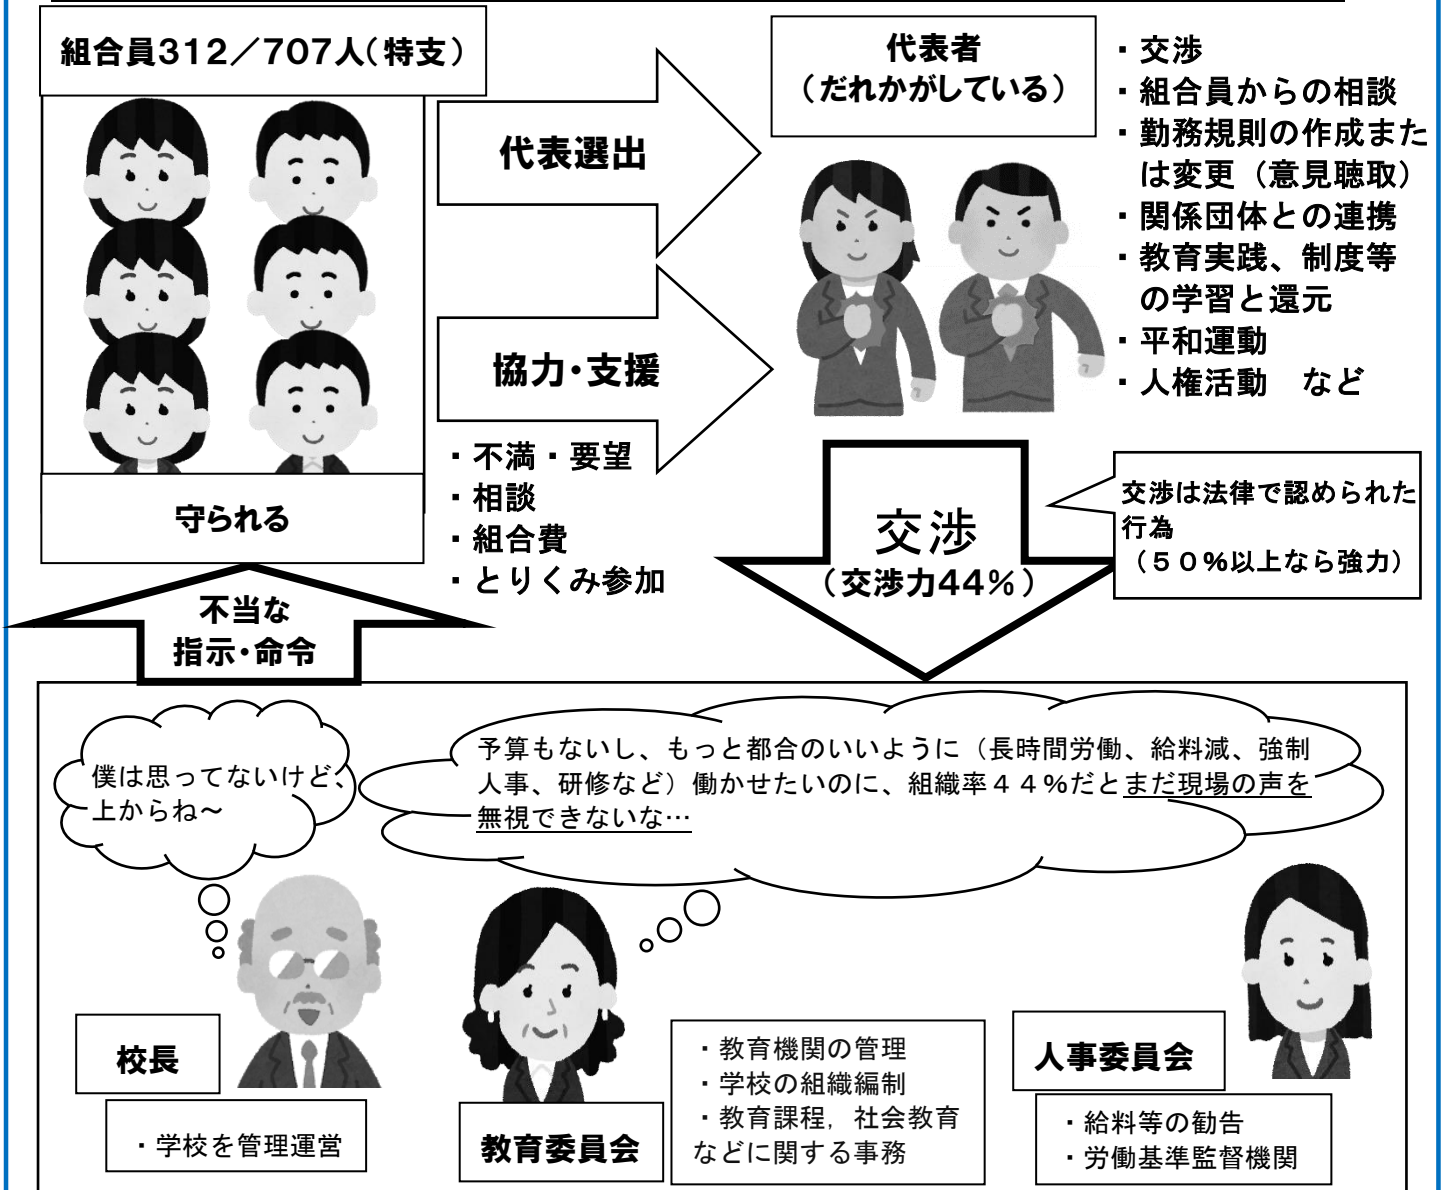 組合員312／707人（特支）
守られる
代表選出
協力・支援
・不満・要望
・相談
・組合費
・とりくみ参加
代表者
（だれかがしている）
・交渉
・組合員からの相談
・勤務規則の作成また
は変更（意見聴取）
・関係団体との連携
・教育実践、制度等
の学習と還元
・平和運動
・人権活動　など
交渉
（交渉力44％）
交渉は法律で認められた
行為
（５０％以上なら強力）
不当な
指示・命令
僕は思ってないけど、
上からね～
予算もないし、もっと都合のいいように（長時間労働、給料減、強制
人事、研修など）働かせたいのに、組織率４４％だとまだ現場の声を
無視できないな…
校長
・学校を管理運営
教育委員会
・教育機関の管理
・学校の組織編制
・教育課程，社会教育
などに関する事務
人事委員会
・給料等の勧告
・労働基準監督機関